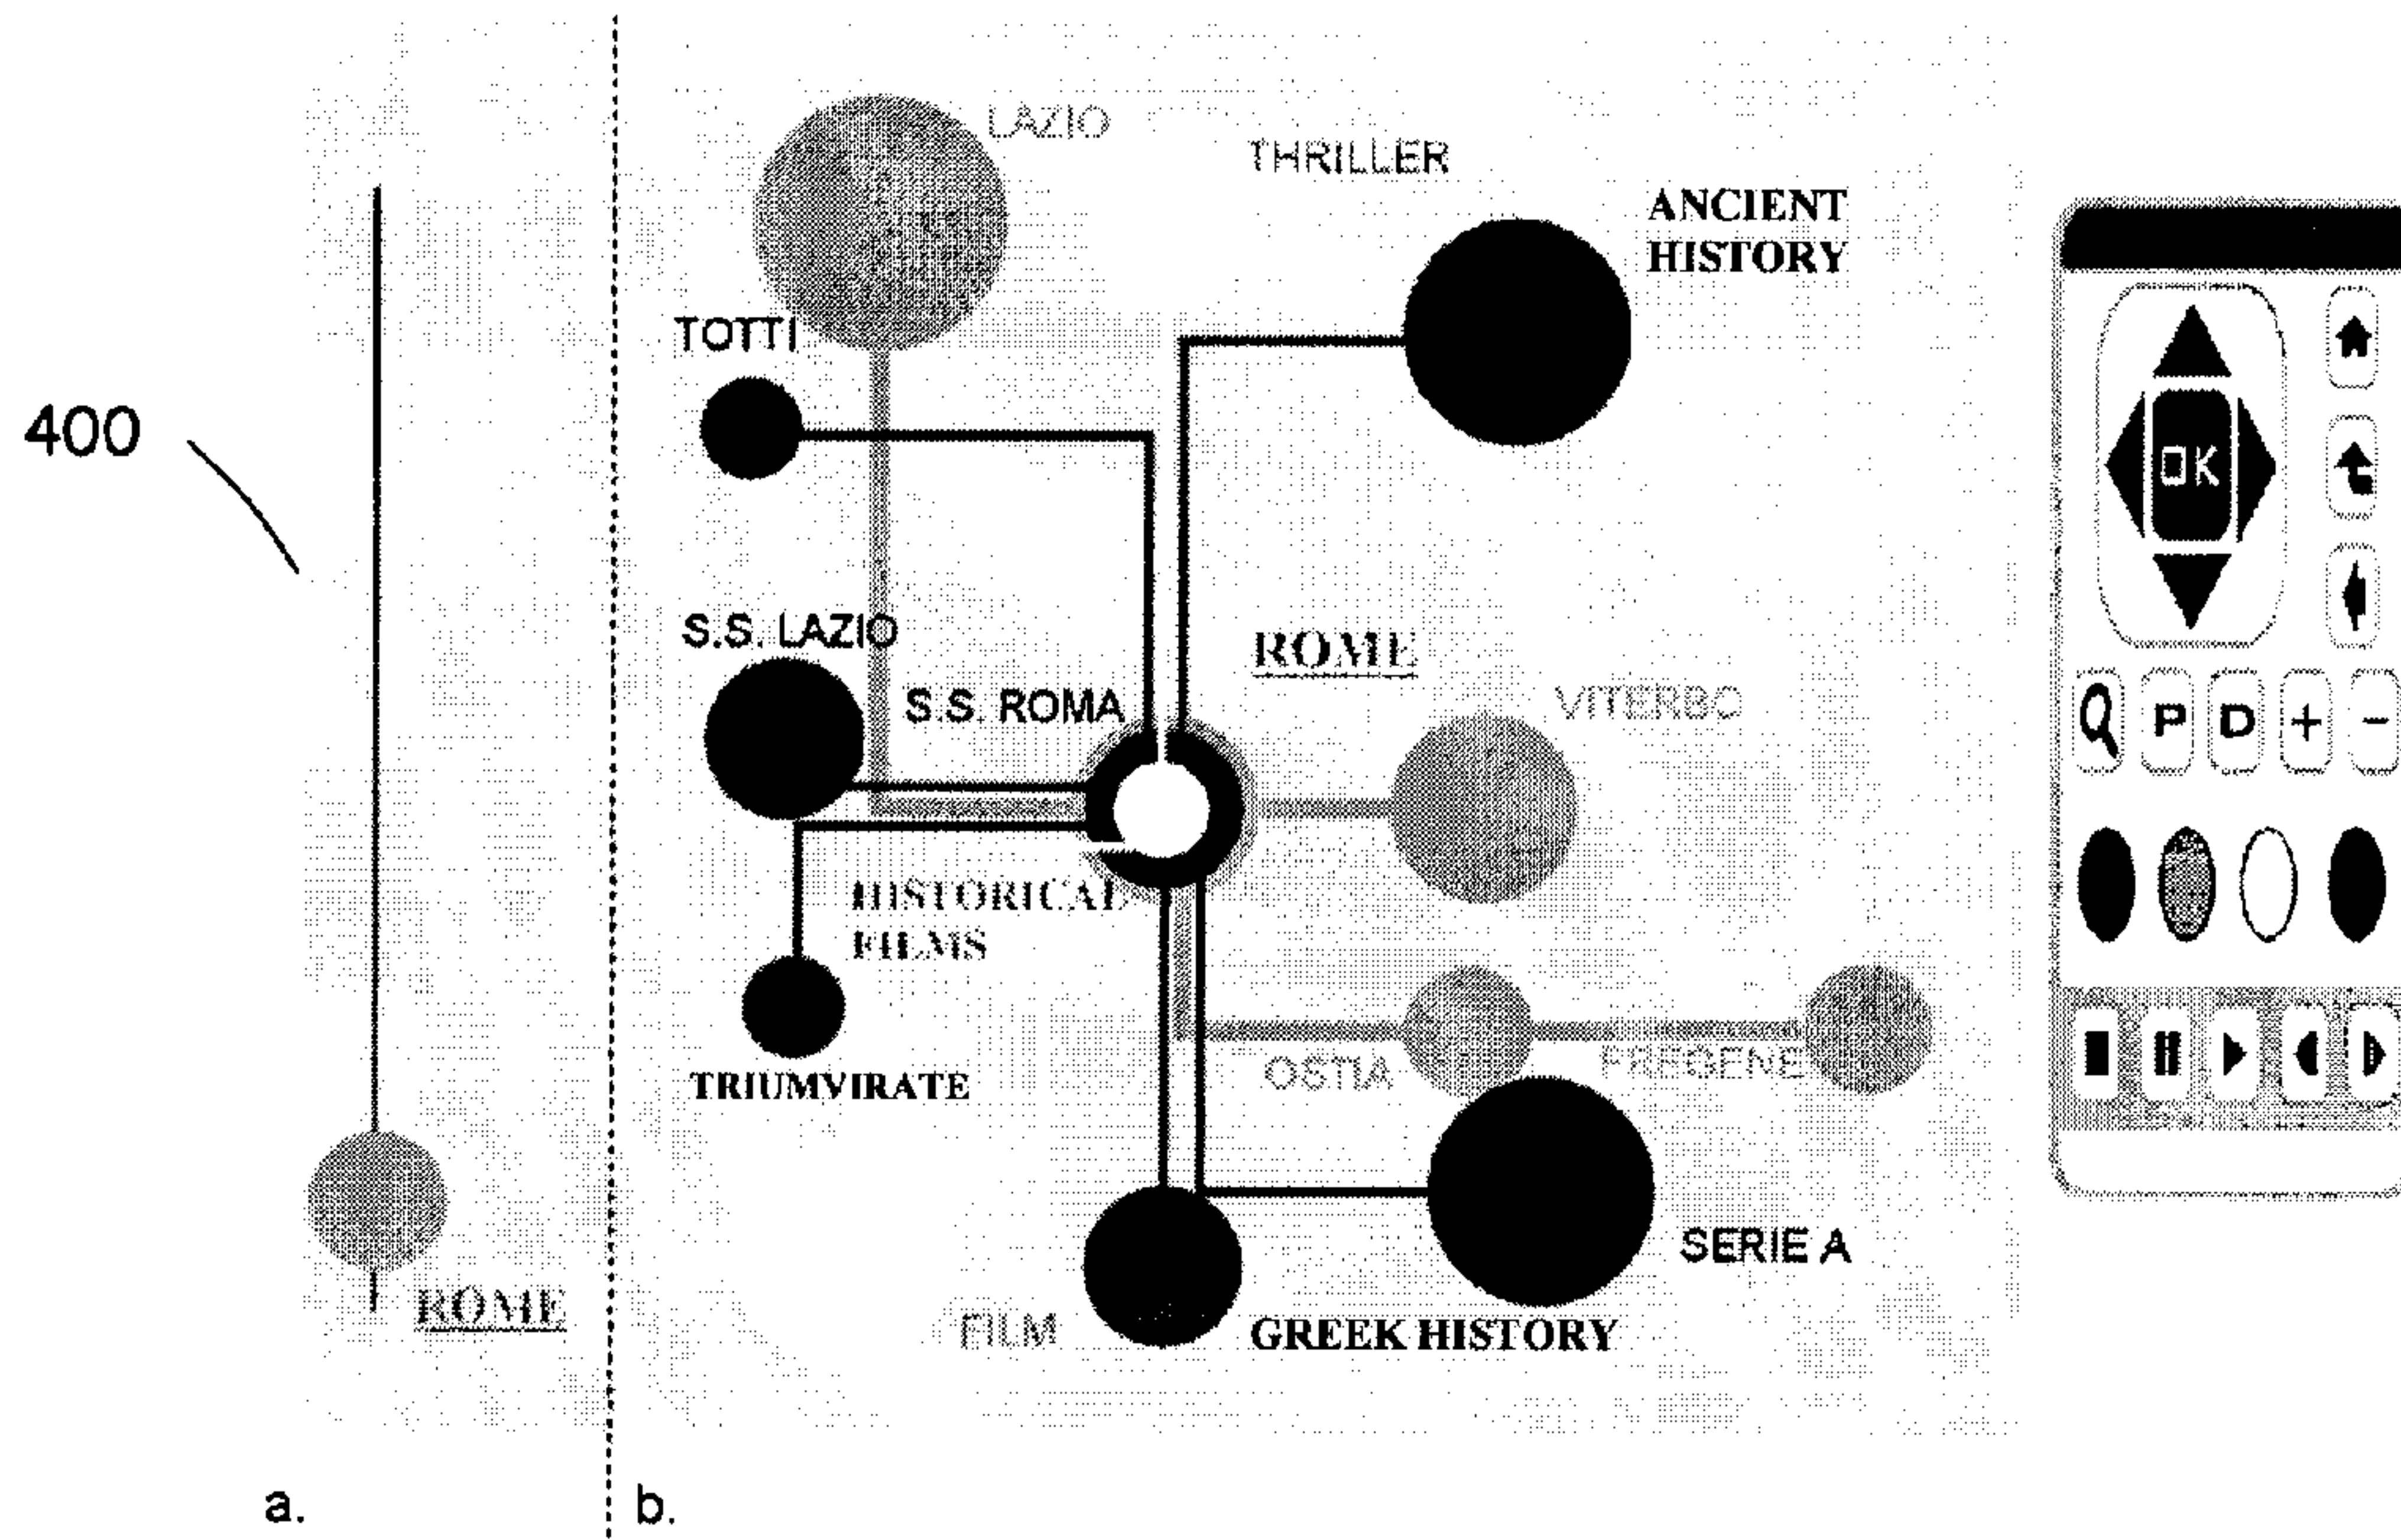 LAZIO
THRILLER
ANCIENT
HISTORY
TOTTI
400
OK
S.S. LAZIO
ROME
S.S. ROMA
VITERBO
P D + -
HISTORICAL
FILMS
OSTIA
FREGENE
TRIUMVIRATE
SERIE A
ROME
FILM
GREEK HISTORY
a.
b.